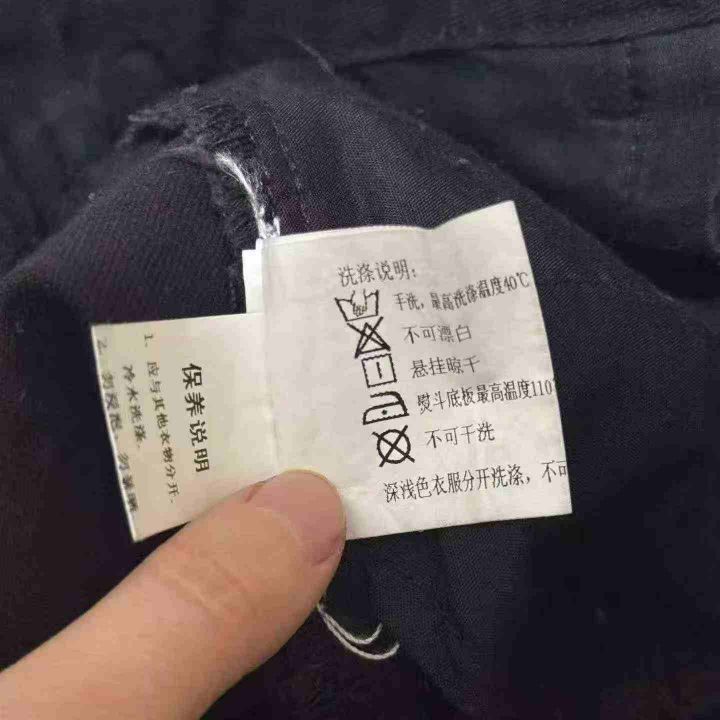 洗涤说明:
手洗，最高洗涤温度40℃
不可漂白
悬挂晾干
熨斗底板最高温度110
不可干洗
深浅色衣服分开洗涤，不可
保养说明
1、应与其他衣物分开、
冷水洗涤.
2、勿